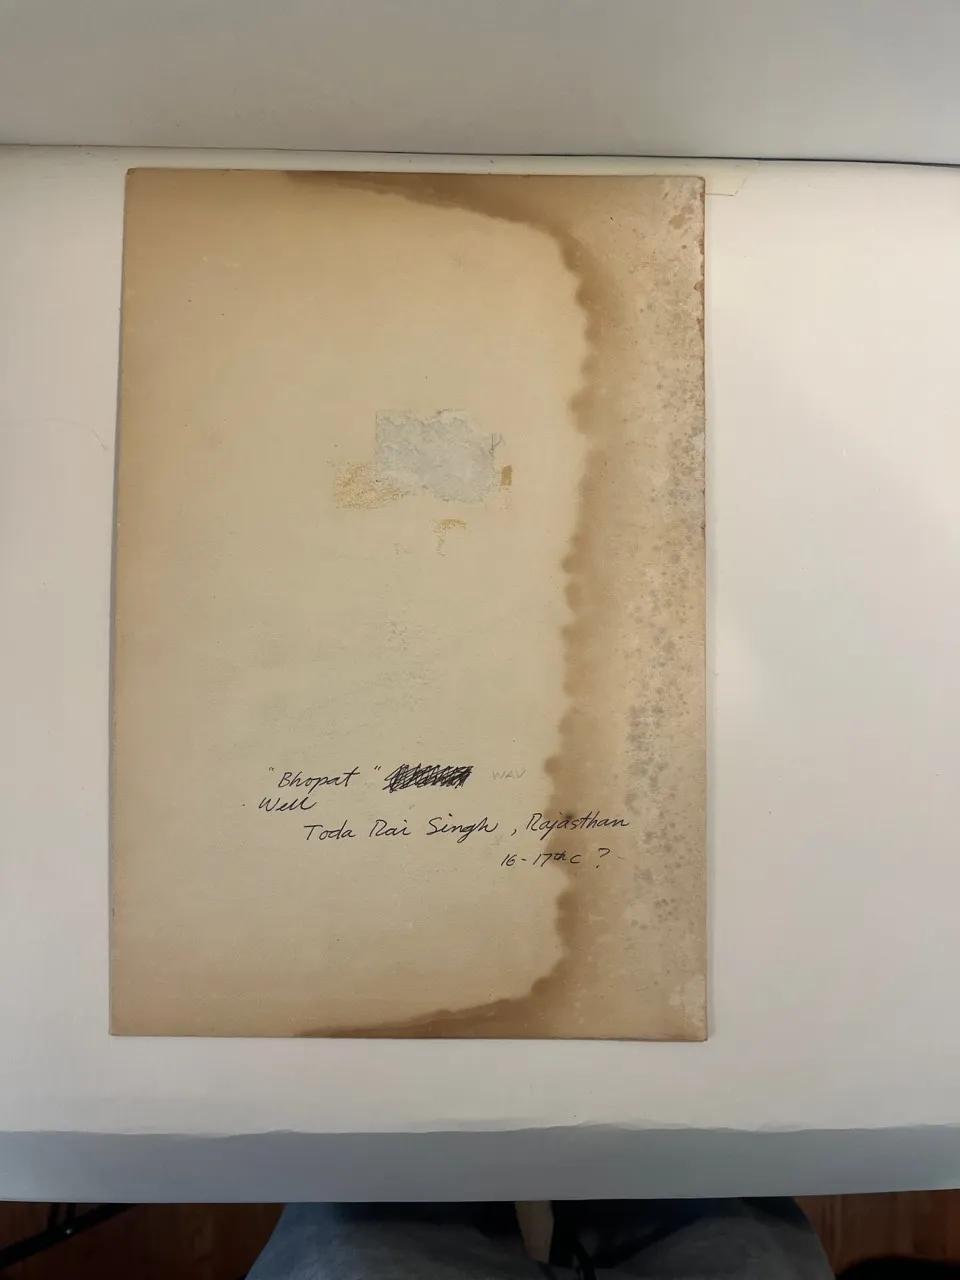 "Bhopat" WAV
Well
Toda Rai Singh, Rajasthan
16-17th C ?